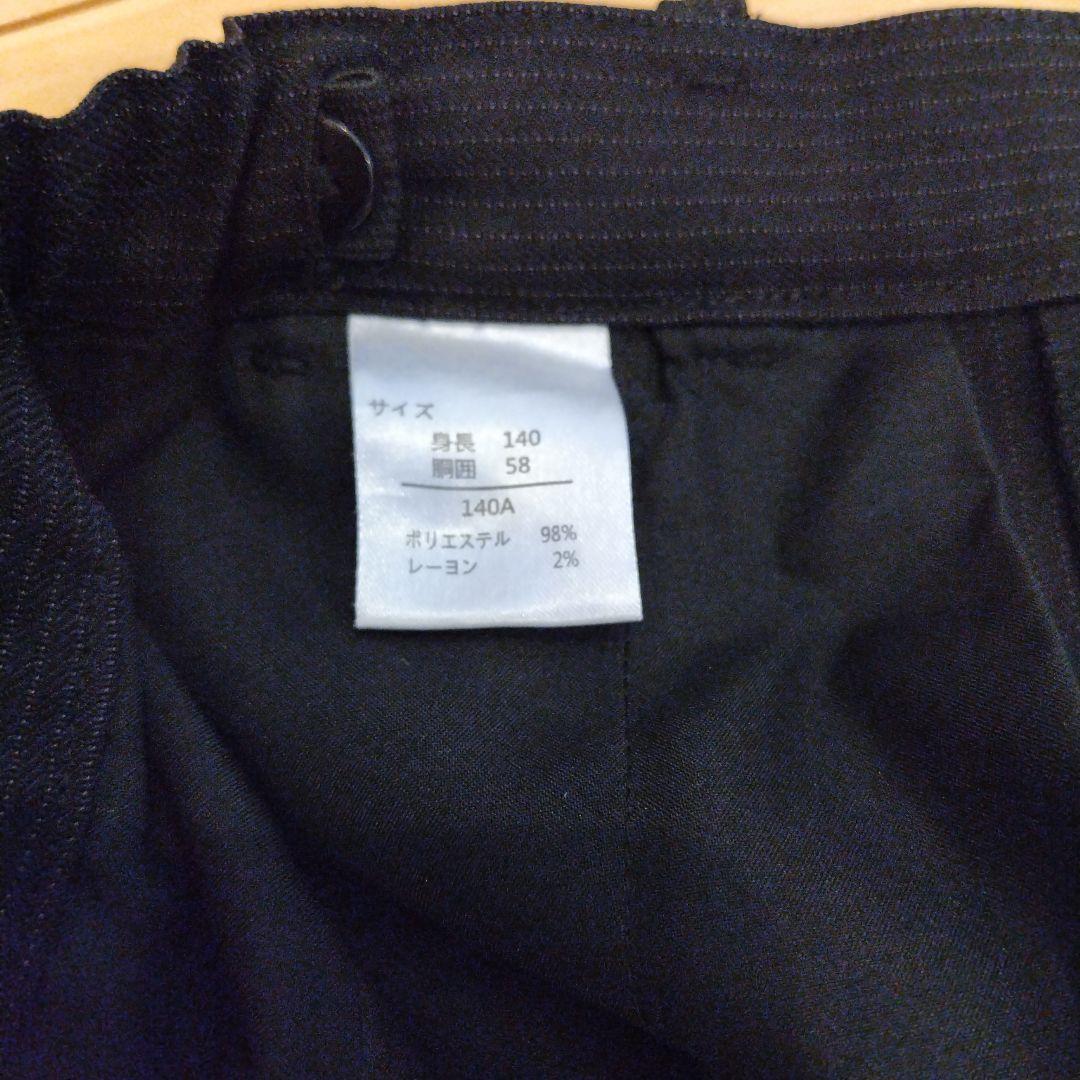 サイズ
身長 140
胴囲 58
140A
ポリエステル 98%
レーヨン 2%